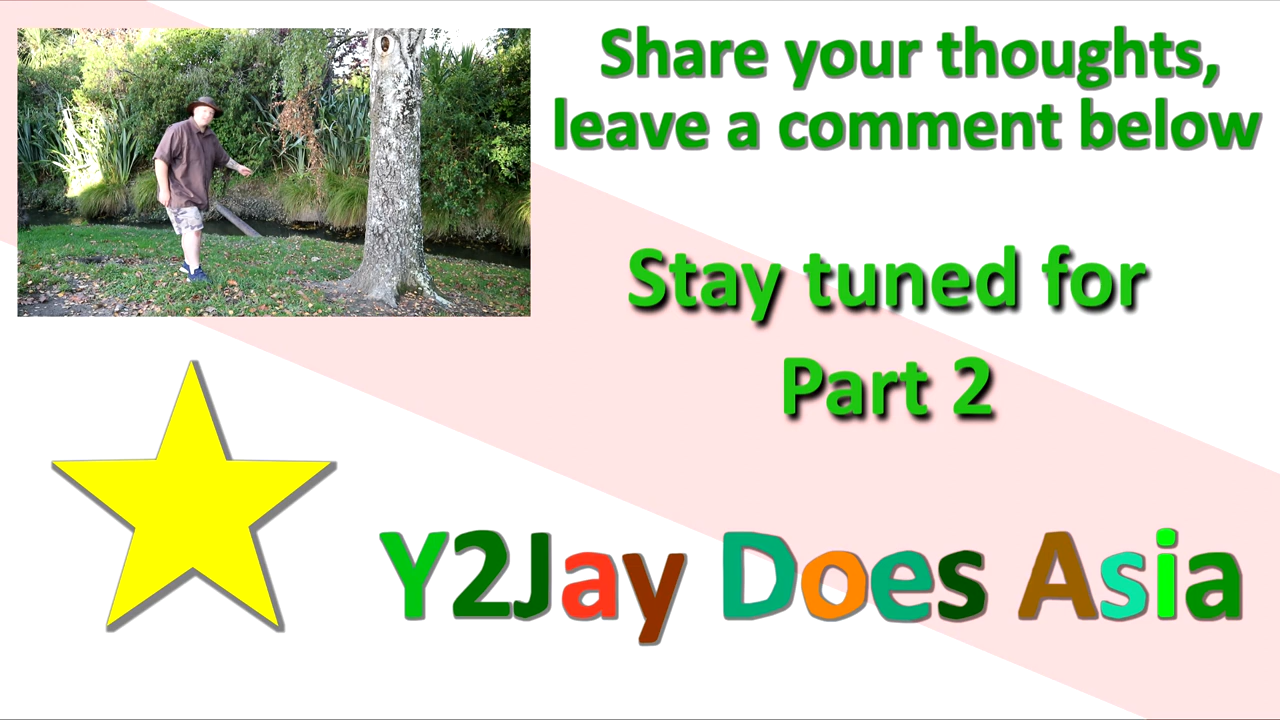 Share your thoughts,
leave a comment below
Stay tuned for
Part 2
Y2Jay Does Asia